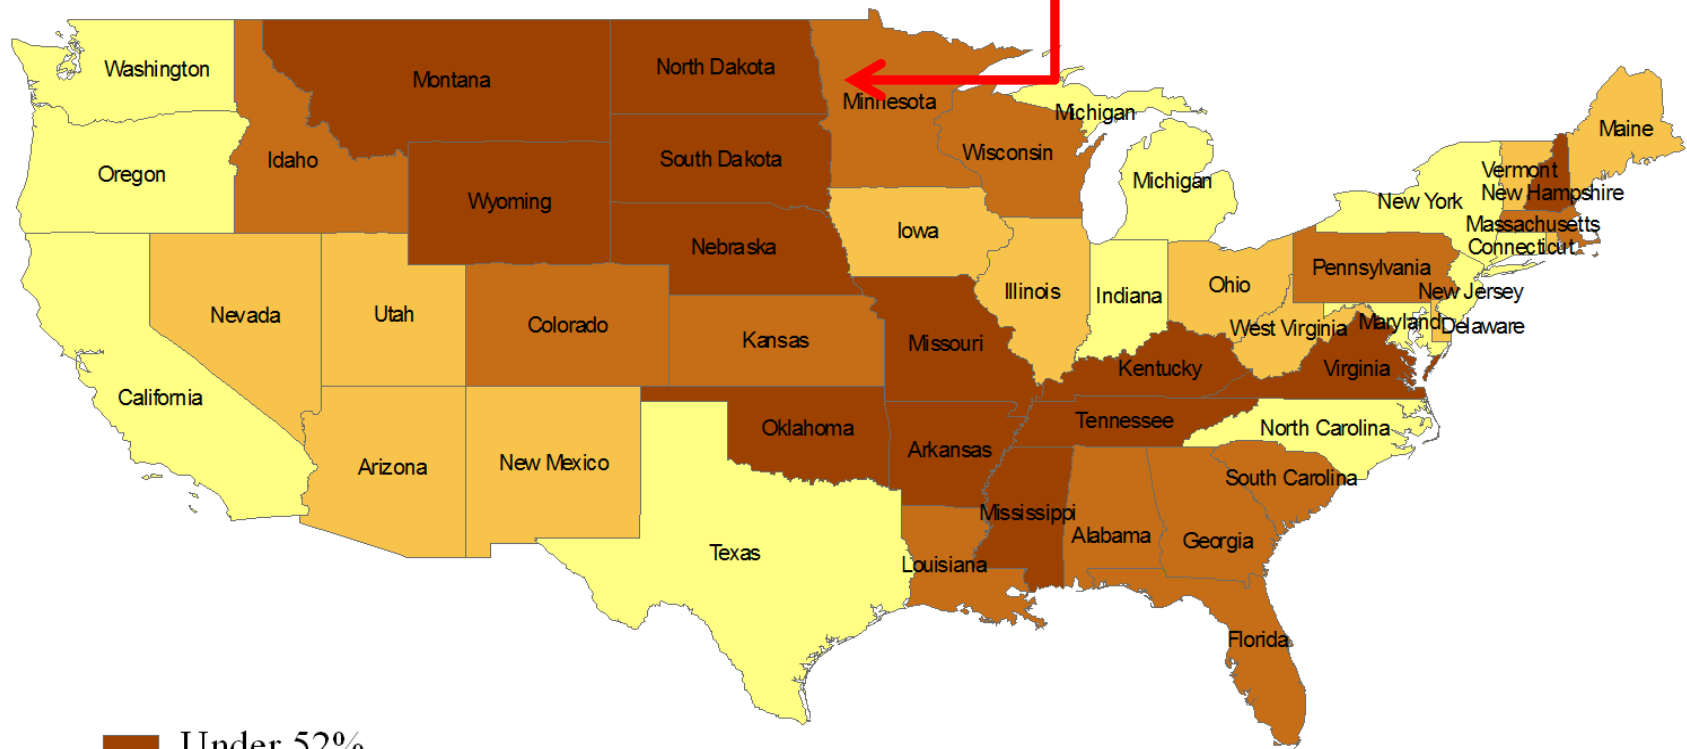 Washington
Montana
North Dakota
Minnesota
Michigan
Maine
Oregon
Idaho
South Dakota
Wisconsin
Michigan
Vermont
New Hampshire
Wyoming
New York
Massachusetts
Nebraska
Iowa
Connecticut
Pennsylvania
Nevada
Utah
Colorado
Illinois
Indiana
Ohio
New Jersey
Kansas
Missouri
West Virginia
Maryland
Delaware
California
Kentucky
Virginia
Oklahoma
Tennessee
North Carolina
Arizona
New Mexico
Arkansas
South Carolina
Mississippi
Alabama
Georgia
Texas
Louisiana
Florida
Under 52%